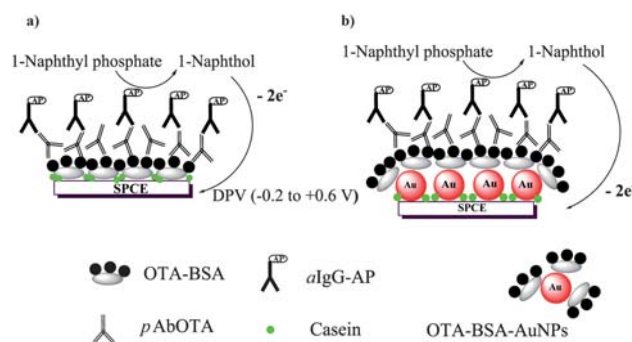 a)
1-Naphthyl phosphate 1-Naphthol
AP AP AP AP AP
- 2e-
SPCE
DPV (-0.2 to +0.6 V)
b)
1-Naphthyl phosphate 1-Naphthol
AP AP AP AP AP
Au Au Au Au
- 2e
SPCE
OTA-BSA
AP
aIgG-AP
pAbOTA
Casein
Au
OTA-BSA-AuNPs